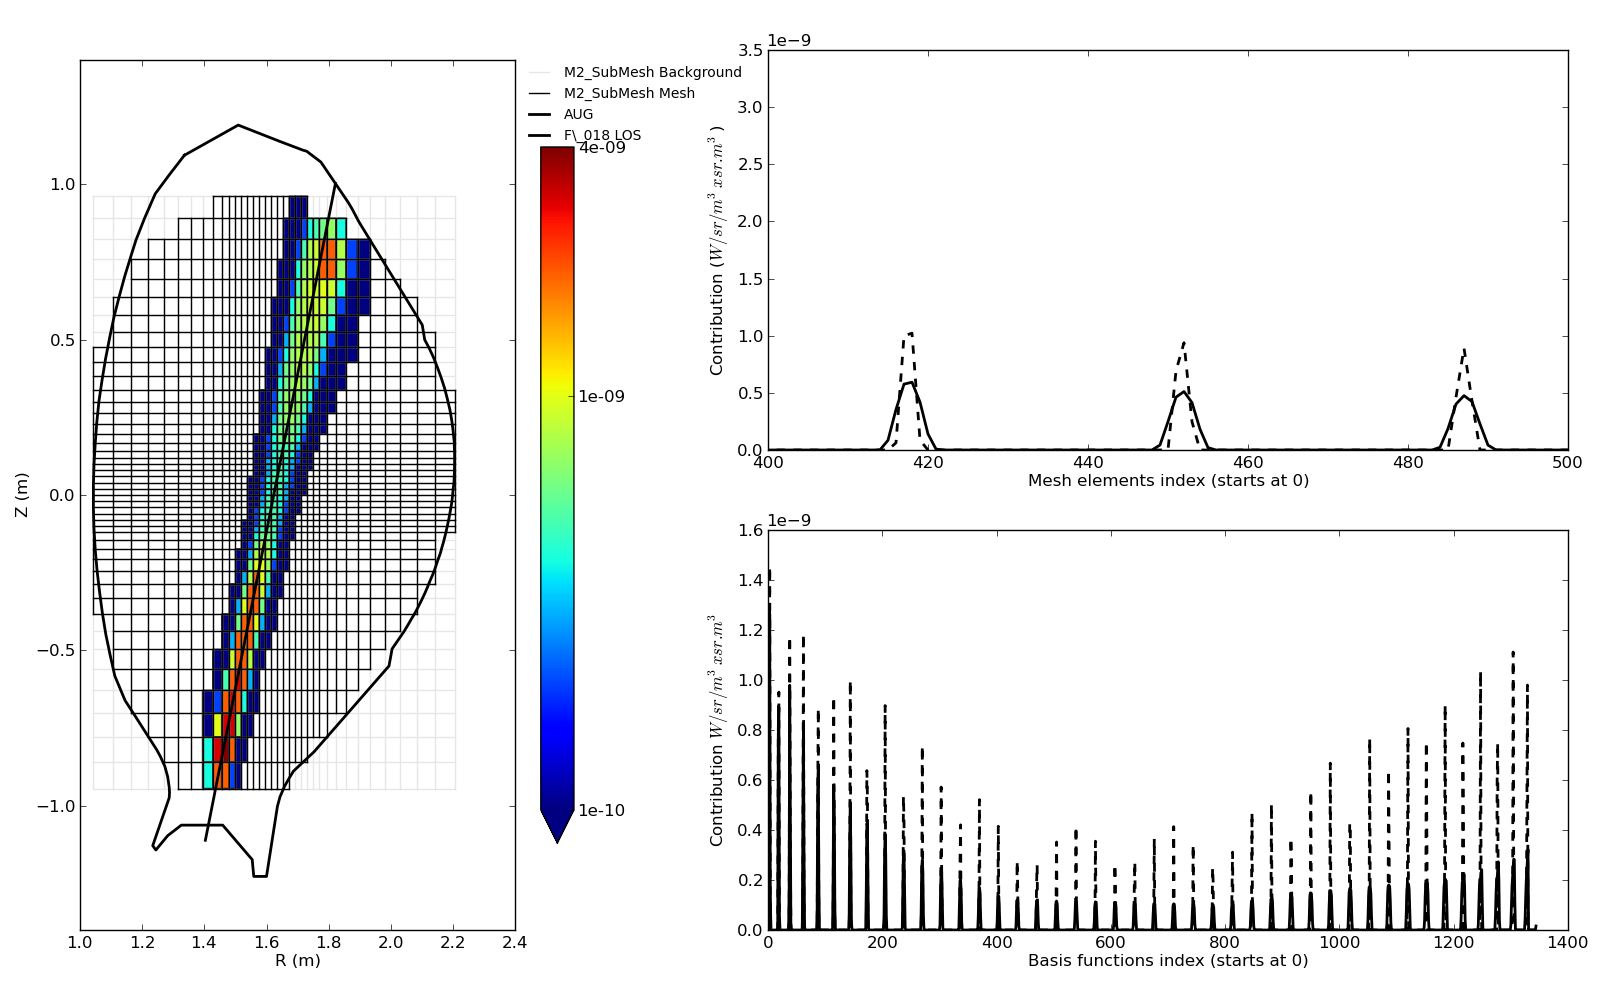 M2_SubMesh Background
M2_SubMesh Mesh
AUG
F\_018 LOS
4e-09
1e-09
1e-10
1.0
0.5
0.0
−0.5
−1.0
Z (m)
1.0 1.2 1.4 1.6 1.8 2.0 2.2 2.4
R (m)
1e−9
3.5
3.0
2.5
2.0
1.5
1.0
0.5
0.0
Contribution (W/sr/m³ xsr.m³)
400 420 440 460 480 500
Mesh elements index (starts at 0)
1e−9
1.6
1.4
1.2
1.0
0.8
0.6
0.4
0.2
0.0
Contribution W/sr/m³ xsr.m³
0 200 400 600 800 1000 1200 1400
Basis functions index (starts at 0)